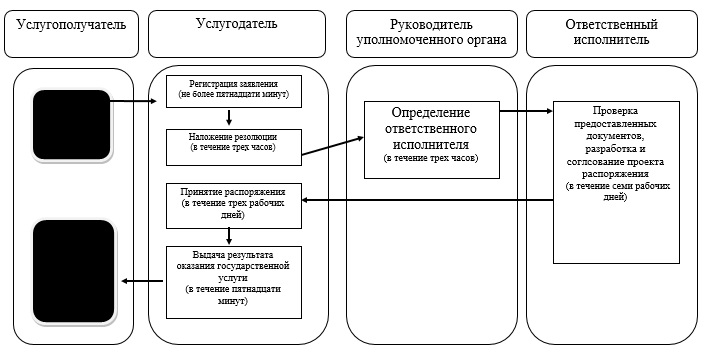 Услугополучатель
Услугодатель
Руководитель
уполномоченного органа
Ответственный
исполнитель
Регистрация заявления
(не более пятнадцати минут)
Наложение резолюции
(в течение трех часов)
Определение
ответственного
исполнителя
(в течение трех часов)
Проверка
предоставленных
документов,
разработка и
соглсование проекта
распоряжения
(в течение семи рабочих
дней)
Принятие распоряжения
(в течение трех рабочих
дней)
Выдача результата
оказания государственной
услуги
(в течение пятнадцати
минут)